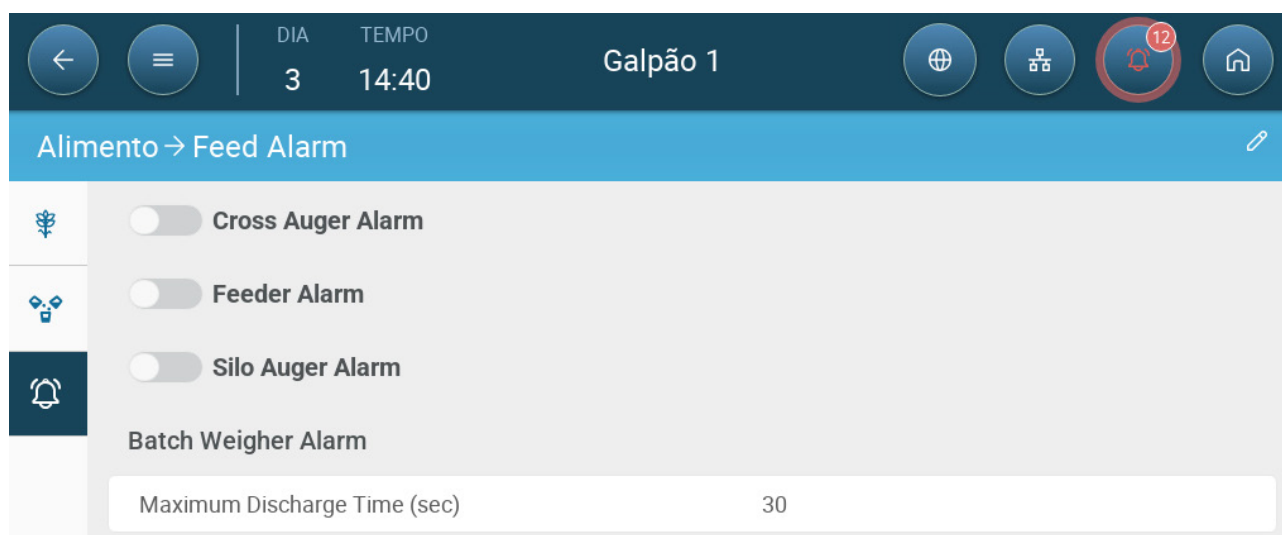 DIA TEMPO
3 14:40
Galpão 1
12
Alimento → Feed Alarm
Cross Auger Alarm
Feeder Alarm
Silo Auger Alarm
Batch Weigher Alarm
Maximum Discharge Time (sec) 30